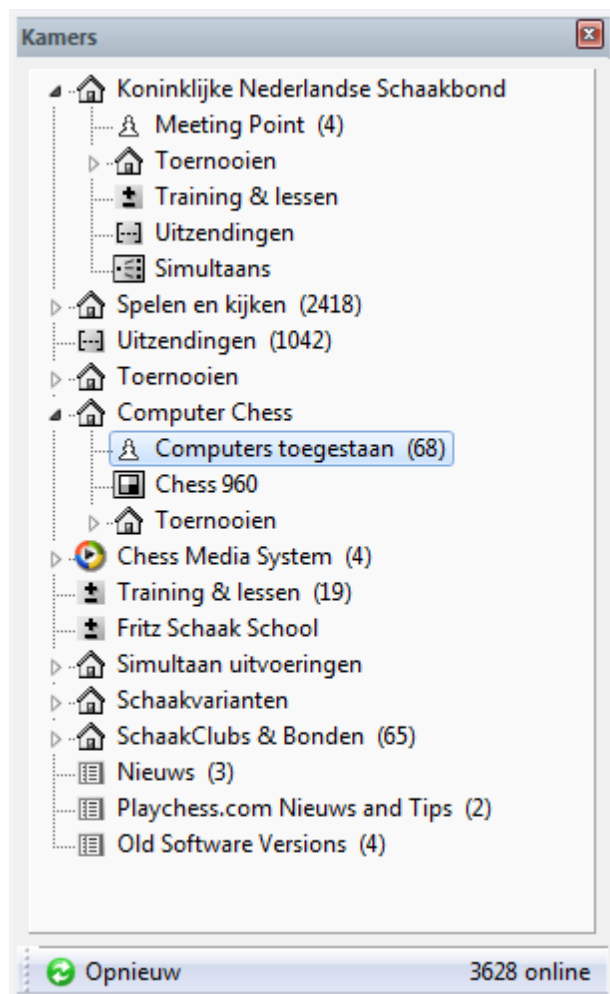 Kamers
Koninklijke Nederlandse Schaakbond
Meeting Point (4)
Toernooien
Training & lessen
Uitzendingen
Simultaans
Spelen en kijken (2418)
Uitzendingen (1042)
Toernooien
Computer Chess
Computers toegestaan (68)
Chess 960
Toernooien
Chess Media System (4)
Training & lessen (19)
Fritz Schaak School
Simultaan uitvoeringen
Schaakvarianten
SchaakClubs & Bonden (65)
Nieuws (3)
Playchess.com Nieuws and Tips (2)
Old Software Versions (4)
Opnieuw 3628 online